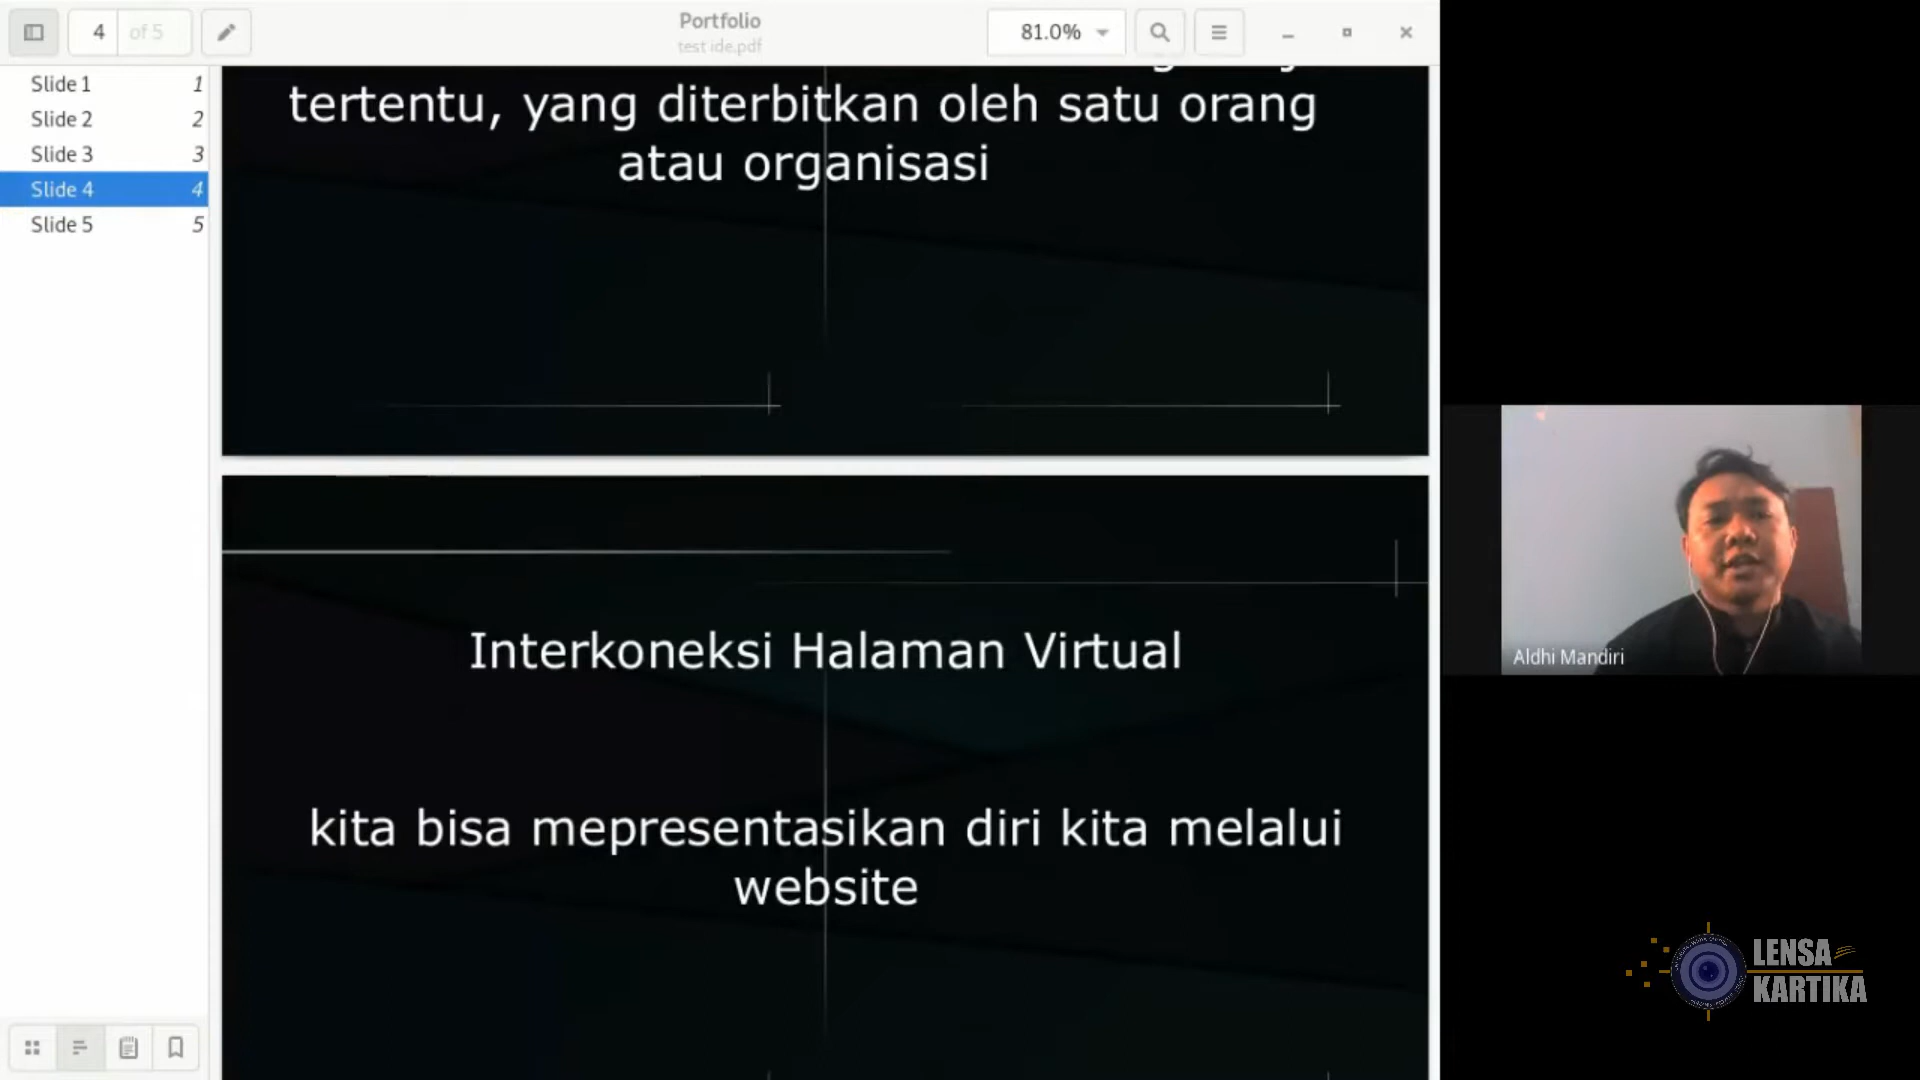 4 of 5
Portfolio
test ide.pdf
81.0%
Slide 1 1
Slide 2 2
Slide 3 3
Slide 4 4
Slide 5 5
tertentu, yang diterbitkan oleh satu orang
atau organisasi
Interkoneksi Halaman Virtual
kita bisa mepresentasikan diri kita melalui
website
Aldhi Mandiri
LENSA
KARTIKA